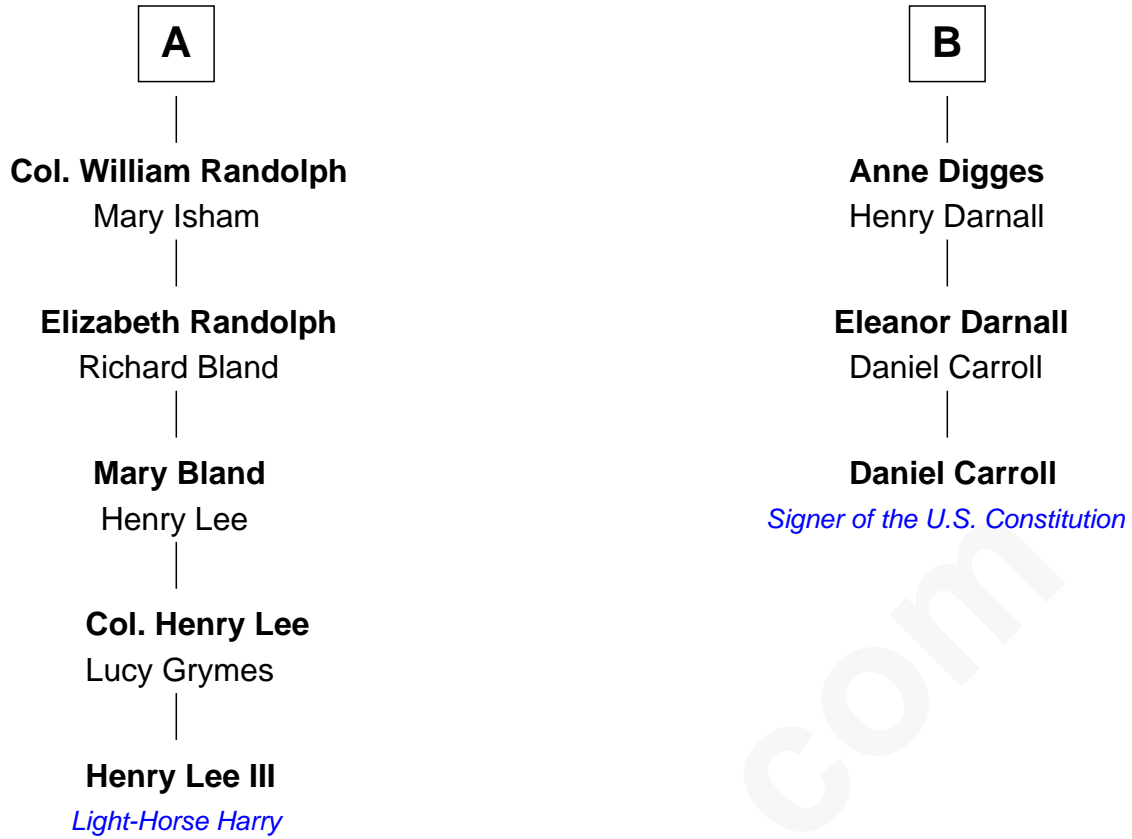 A
Col. William Randolph
Mary Isham
Elizabeth Randolph
Richard Bland
Mary Bland
Henry Lee
Col. Henry Lee
Lucy Grymes
Henry Lee III
Light-Horse Harry
B
Anne Digges
Henry Darnall
Eleanor Darnall
Daniel Carroll
Daniel Carroll
Signer of the U.S. Constitution
com